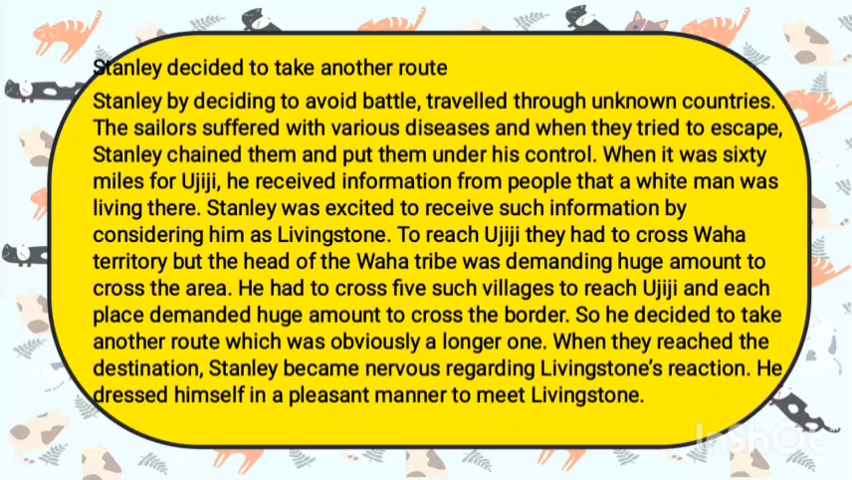 Stanley decided to take another route
Stanley by deciding to avoid battle, travelled through unknown countries.
The sailors suffered with various diseases and when they tried to escape,
Stanley chained them and put them under his control. When it was sixty
miles for Ujiji, he received information from people that a white man was
living there. Stanley was excited to receive such information by
considering him as Livingstone. To reach Ujiji they had to cross Waha
territory but the head of the Waha tribe was demanding huge amount to
cross the area. He had to cross five such villages to reach Ujiji and each
place demanded huge amount to cross the border. So he decided to take
another route which was obviously a longer one. When they reached the
destination, Stanley became nervous regarding Livingstone's reaction. He
dressed himself in a pleasant manner to meet Livingstone.
InShOt